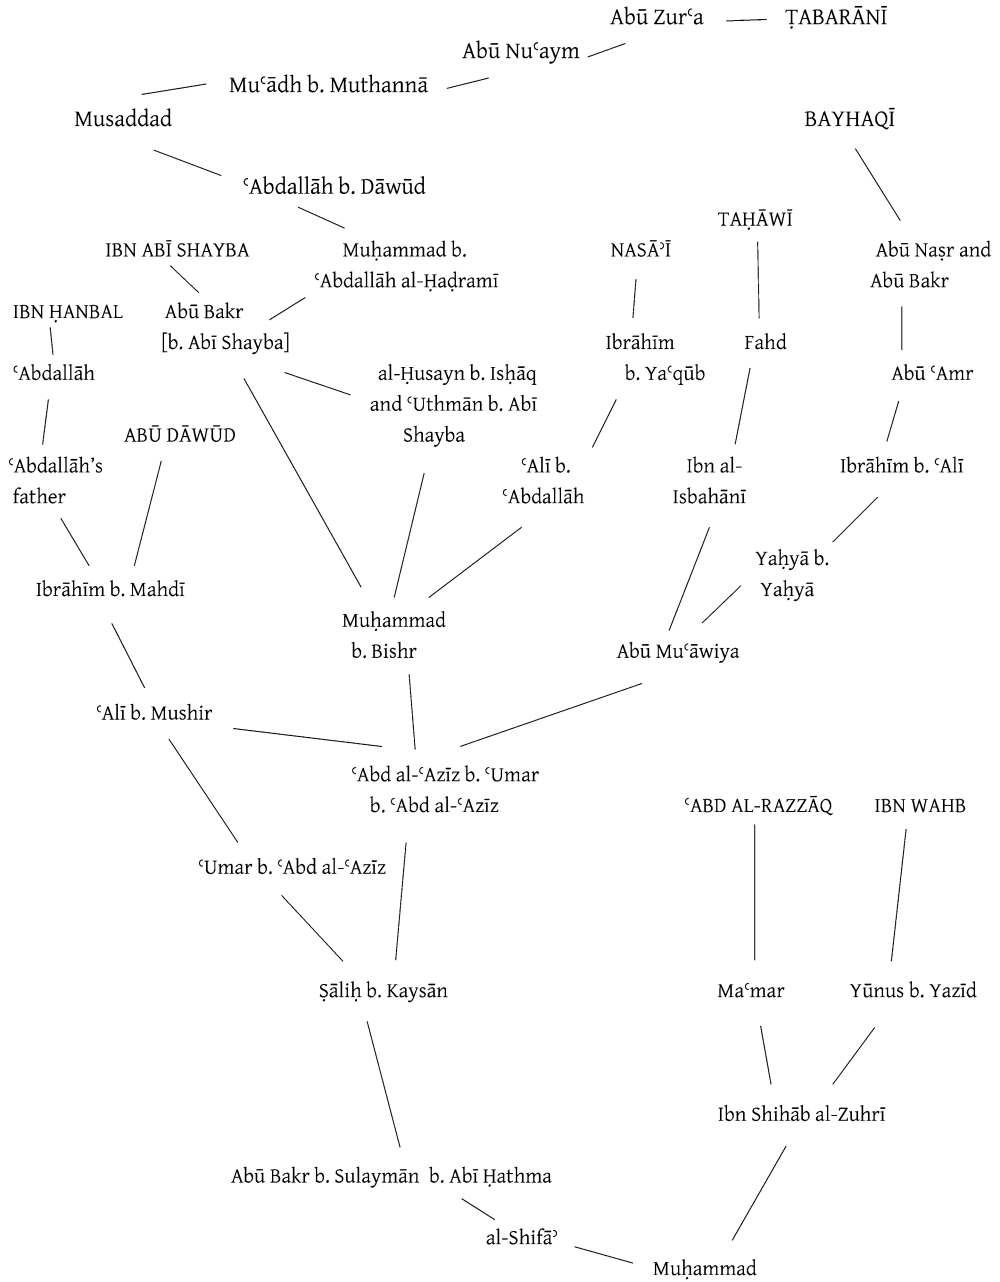 Abū Zurʿa ṬABARĀNĪ
Abū Nuʿaym
Muʿādh b. Muthannā
Musaddad
BAYHAQĪ
ʿAbdallāh b. Dāwūd
TAḤĀWĪ
IBN ABĪ SHAYBA Muḥammad b. NASĀʾĪ Abū Naṣr and
ʿAbdallāh al-Ḥaḍramī Abū Bakr
IBN ḤANBAL Abū Bakr
[b. Abī Shayba] Ibrāhīm Fahd
ʿAbdallāh al-Ḥusayn b. Isḥāq b. Yaʿqūb Abū ʿAmr
and ʿUthmān b. Abī
ABŪ DĀWŪD Shayba
ʿAbdallāh’s ʿAlī b. Ibn al- Ibrāhīm b. ʿAlī
father ʿAbdallāh Isbahānī
Yaḥyā b.
Ibrāhīm b. Mahdī Yaḥyā
Muḥammad
b. Bishr Abū Muʿāwiya
ʿAlī b. Mushir
ʿAbd al-ʿAzīz b. ʿUmar
b. ʿAbd al-ʿAzīz ʿABD AL-RAZZĀQ IBN WAHB
ʿUmar b. ʿAbd al-ʿAzīz
Ṣāliḥ b. Kaysān Maʿmar Yūnus b. Yazīd
Ibn Shihāb al-Zuhrī
Abū Bakr b. Sulaymān b. Abī Ḥathma
al-Shifāʾ
Muḥammad